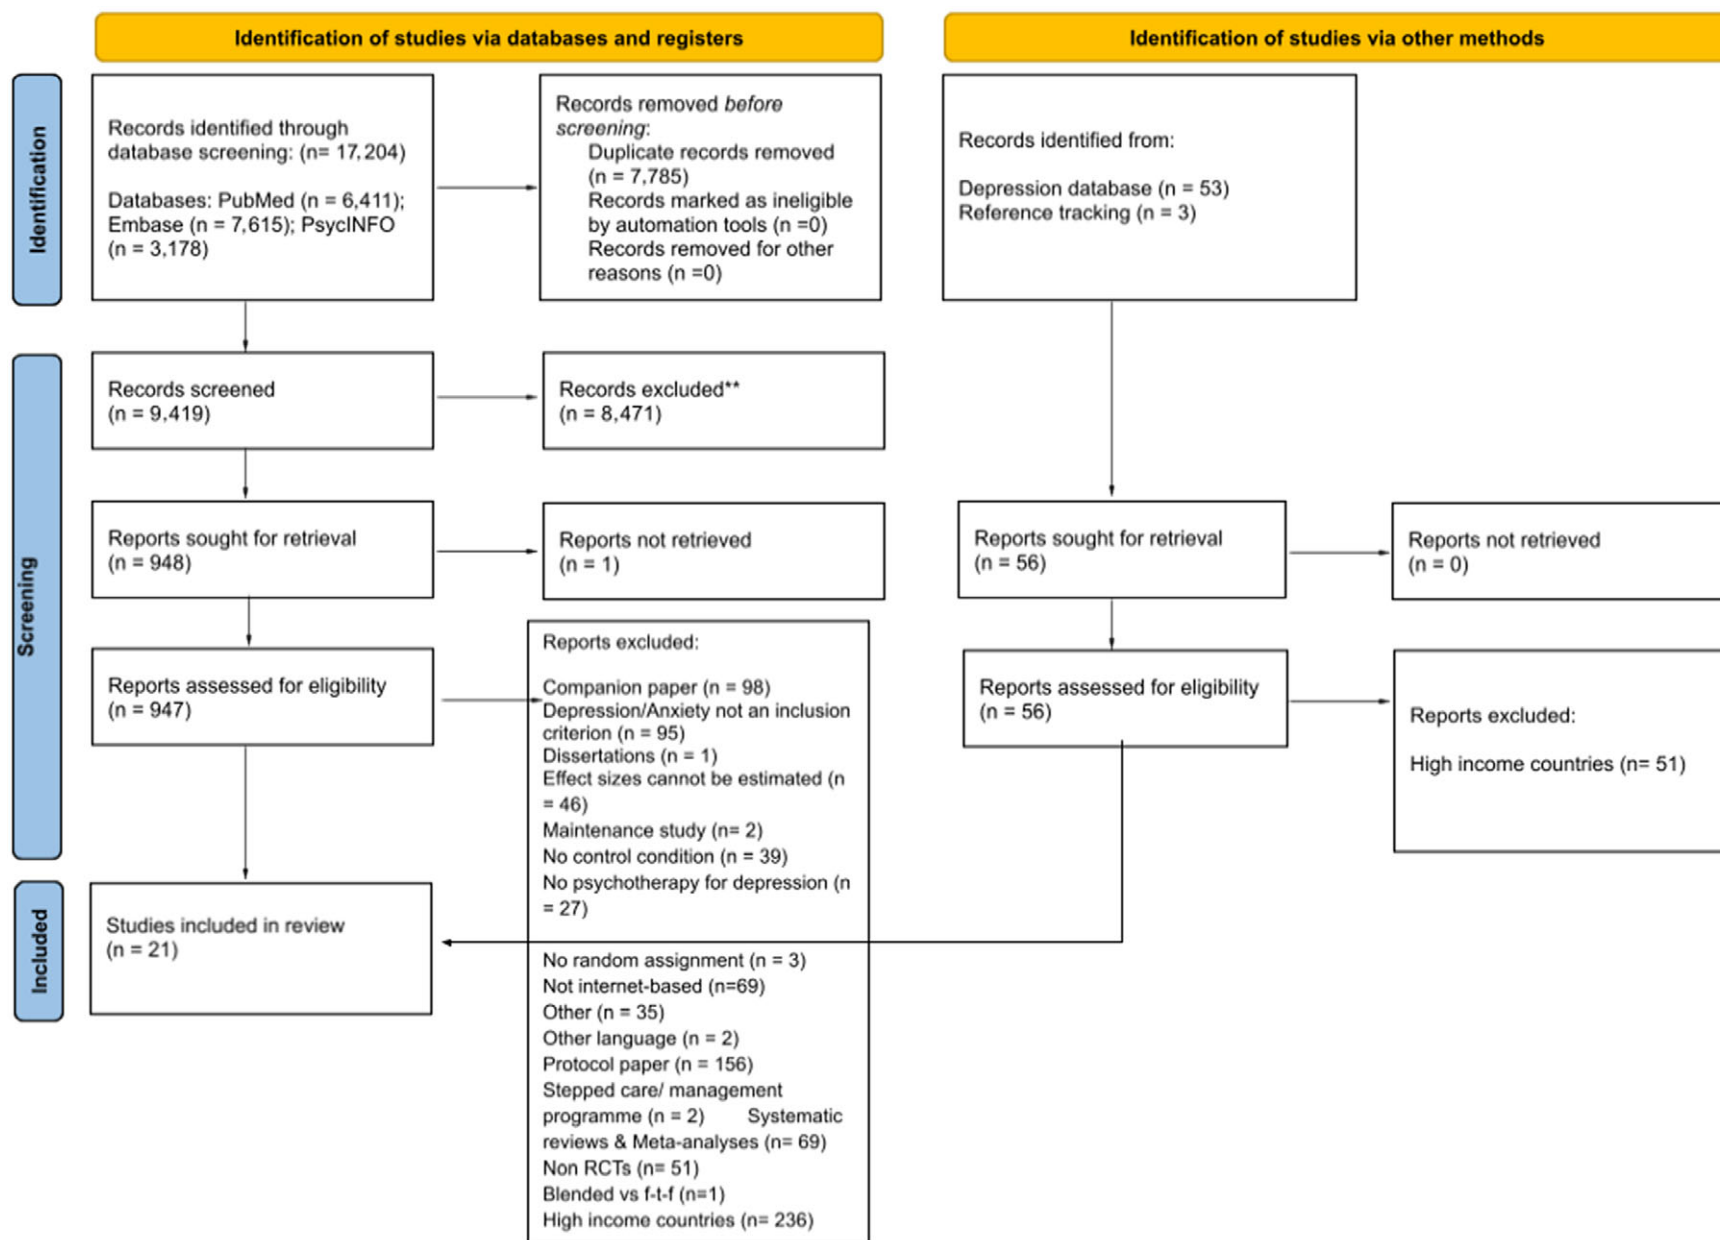 Identification of studies via databases and registers
Identification of studies via other methods
Identification
Records identified through
database screening: (n= 17,204)
Databases: PubMed (n = 6,411);
Embase (n = 7,615); PsycINFO
(n = 3,178)
Records removed before
screening:
Duplicate records removed
(n = 7,785)
Records marked as ineligible
by automation tools (n =0)
Records removed for other
reasons (n =0)
Records identified from:
Depression database (n = 53)
Reference tracking (n = 3)
Screening
Records screened
(n = 9,419)
Records excluded**
(n = 8,471)
Reports sought for retrieval
(n = 948)
Reports not retrieved
(n = 1)
Reports sought for retrieval
(n = 56)
Reports not retrieved
(n = 0)
Reports assessed for eligibility
(n = 947)
Reports excluded:
Companion paper (n = 98)
Depression/Anxiety not an inclusion
criterion (n = 95)
Dissertations (n = 1)
Effect sizes cannot be estimated (n
= 46)
Maintenance study (n= 2)
No control condition (n = 39)
No psychotherapy for depression (n
= 27)
No random assignment (n = 3)
Not internet-based (n=69)
Other (n = 35)
Other language (n = 2)
Protocol paper (n = 156)
Stepped care/ management
programme (n = 2) Systematic
reviews & Meta-analyses (n= 69)
Non RCTs (n= 51)
Blended vs f-t-f (n=1)
High income countries (n= 236)
Reports assessed for eligibility
(n = 56)
Reports excluded:
High income countries (n= 51)
Included
Studies included in review
(n = 21)